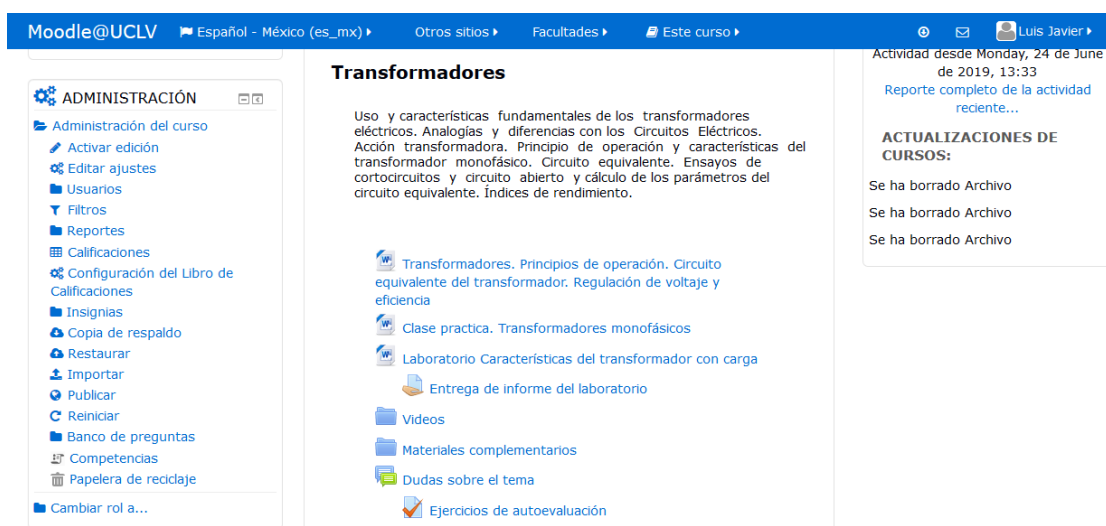 Moodle@UCLV Español - México (es_mx) Otros sitios Facultades Este curso Luis Javier
ADMINISTRACIÓN
Administración del curso
Activar edición
Editar ajustes
Usuarios
Filtros
Reportes
Calificaciones
Configuración del Libro de
Calificaciones
Insignias
Copia de respaldo
Restaurar
Importar
Publicar
Reiniciar
Banco de preguntas
Competencias
Papelera de reciclaje
Cambiar rol a...
Transformadores
Uso y características fundamentales de los transformadores
eléctricos. Analogías y diferencias con los Circuitos Eléctricos.
Acción transformadora. Principio de operación y características del
transformador monofásico. Circuito equivalente. Ensayos de
cortocircuitos y circuito abierto y cálculo de los parámetros del
circuito equivalente. Índices de rendimiento.
Transformadores. Principios de operación. Circuito
equivalente del transformador. Regulación de voltaje y
eficiencia
Clase practica. Transformadores monofásicos
Laboratorio Características del transformador con carga
Entrega de informe del laboratorio
Videos
Materiales complementarios
Dudas sobre el tema
Ejercicios de autoevaluación
Actividad desde Monday, 24 de June
de 2019, 13:33
Reporte completo de la actividad
reciente...
ACTUALIZACIONES DE
CURSOS:
Se ha borrado Archivo
Se ha borrado Archivo
Se ha borrado Archivo